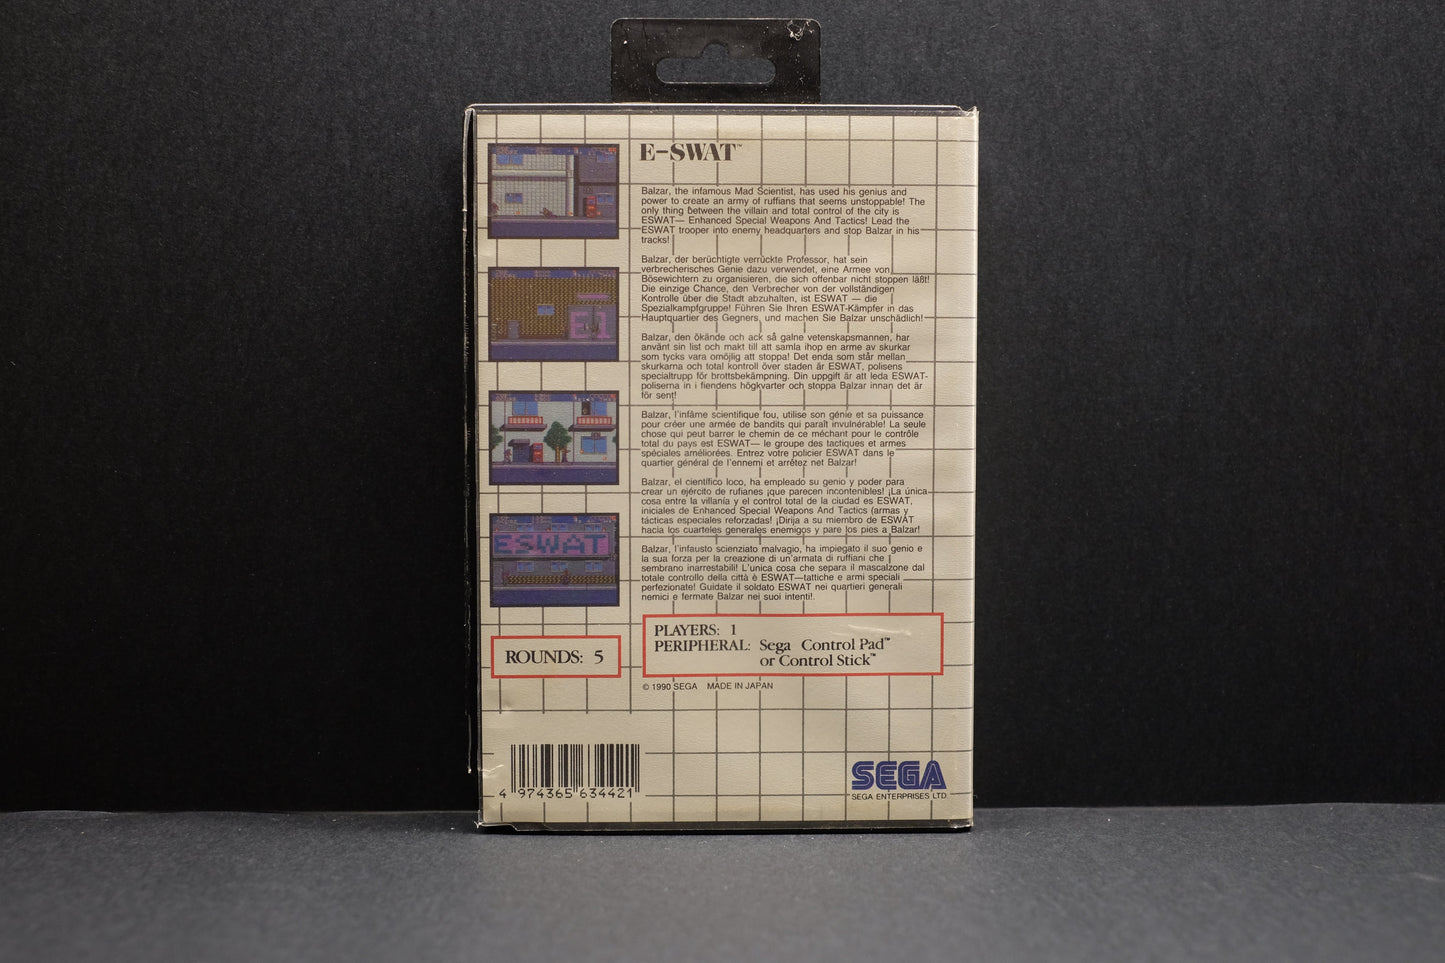 E-SWAT™
Balzar, the infamous Mad Scientist, has used his genius and
power to create an army of ruffians that seems unstoppable! The
only thing between the villain and total control of the city is
ESWAT— Enhanced Special Weapons And Tactics! Lead the
ESWAT trooper into enemy headquarters and stop Balzar in his
tracks!
Balzar, der berüchtigte verrückte Professor, hat sein
verbrecherisches Genie dazu verwendet, eine Armee von
Bösewichtern zu organisieren, die sich offenbar nicht stoppen läßt!
Die einzige Chance, den Verbrecher von der vollständigen
Kontrolle über die Stadt abzuhalten, ist ESWAT — die
Spezialkampfgruppe! Führen Sie Ihren ESWAT-Kämpfer in das
Hauptquartier des Gegners, und machen Sie Balzar unschädlich!
Balzar, den ökände och ack så galne vetenskapsmannen, har
använt sin list och makt till att samla ihop en arme av skurkar
som tycks vara omöjlig att stoppa! Det enda som står mellan
skurkarna och total kontroll över staden är ESWAT, polisens
specialtrupp för brottsbekämpning. Din uppgift är att leda ESWAT-
poliserna in i fiendens högkvarter och stoppa Balzar innan det är
för sent!
Balzar, l'infâme scientifique fou, utilise son génie et sa puissance
pour créer une armée de bandits qui paraît invulnérable! La seule
chose qui peut barrer le chemin de ce méchant pour le contrôle
total du pays est ESWAT— le groupe des tactiques et armes
spéciales améliorées. Entrez votre policier ESWAT dans le
quartier général de l'ennemi et arrêtez net Balzar!
Balzar, el científico loco, ha empleado su genio y poder para
crear un ejército de rufianes ¡que parecen incontenibles! ¡La única
cosa entre la villanía y el control total de la ciudad es ESWAT,
iniciales de Enhanced Special Weapons And Tactics (armas y
tácticas especiales reforzadas! ¡Dirija a su miembro de ESWAT
hacia los cuarteles generales enemigos y pare los pies a Balzar!
Balzar, l'infausto scienziato malvagio, ha impiegato il suo genio e
la sua forza per la creazione di un'armata di ruffiani che
sembrano inarrestabili! L'unica cosa che separa il mascalzone dal
totale controllo della città è ESWAT—tattiche e armi speciali
perfezionate! Guidate il soldato ESWAT nei quartieri generali
nemici e fermate Balzar nei suoi intenti!.
E1
ESWAT
ROUNDS: 5
PLAYERS: 1
PERIPHERAL: Sega Control Pad™
or Control Stick™
© 1990 SEGA MADE IN JAPAN
4 974365 634421
SEGA
SEGA ENTERPRISES LTD